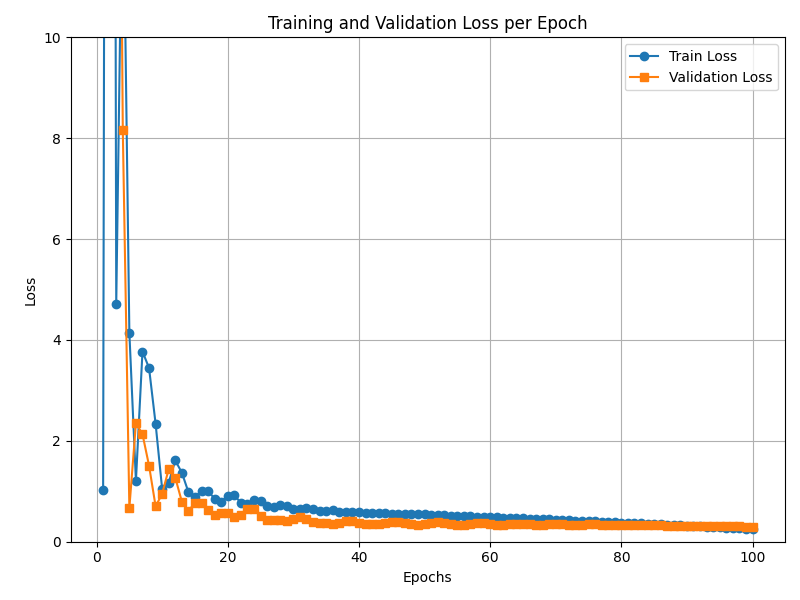 Training and Validation Loss per Epoch
Train Loss
Validation Loss
10
8
6
4
2
0
Loss
0 20 40 60 80 100
Epochs